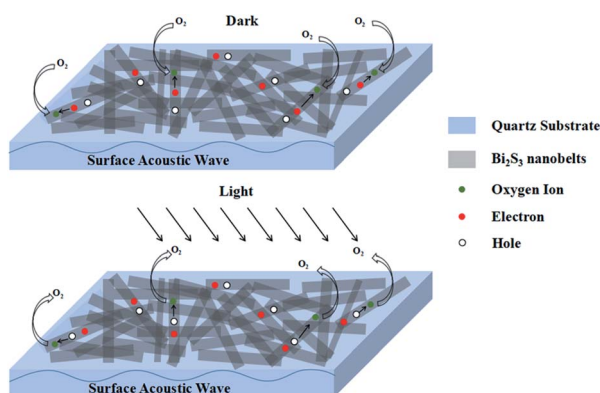 Dark
O₂
O₂
O₂
O₂
Surface Acoustic Wave
Quartz Substrate
Bi₂S₃ nanobelts
Oxygen Ion
Electron
Hole
Light
O₂
O₂
O₂
O₂
Surface Acoustic Wave